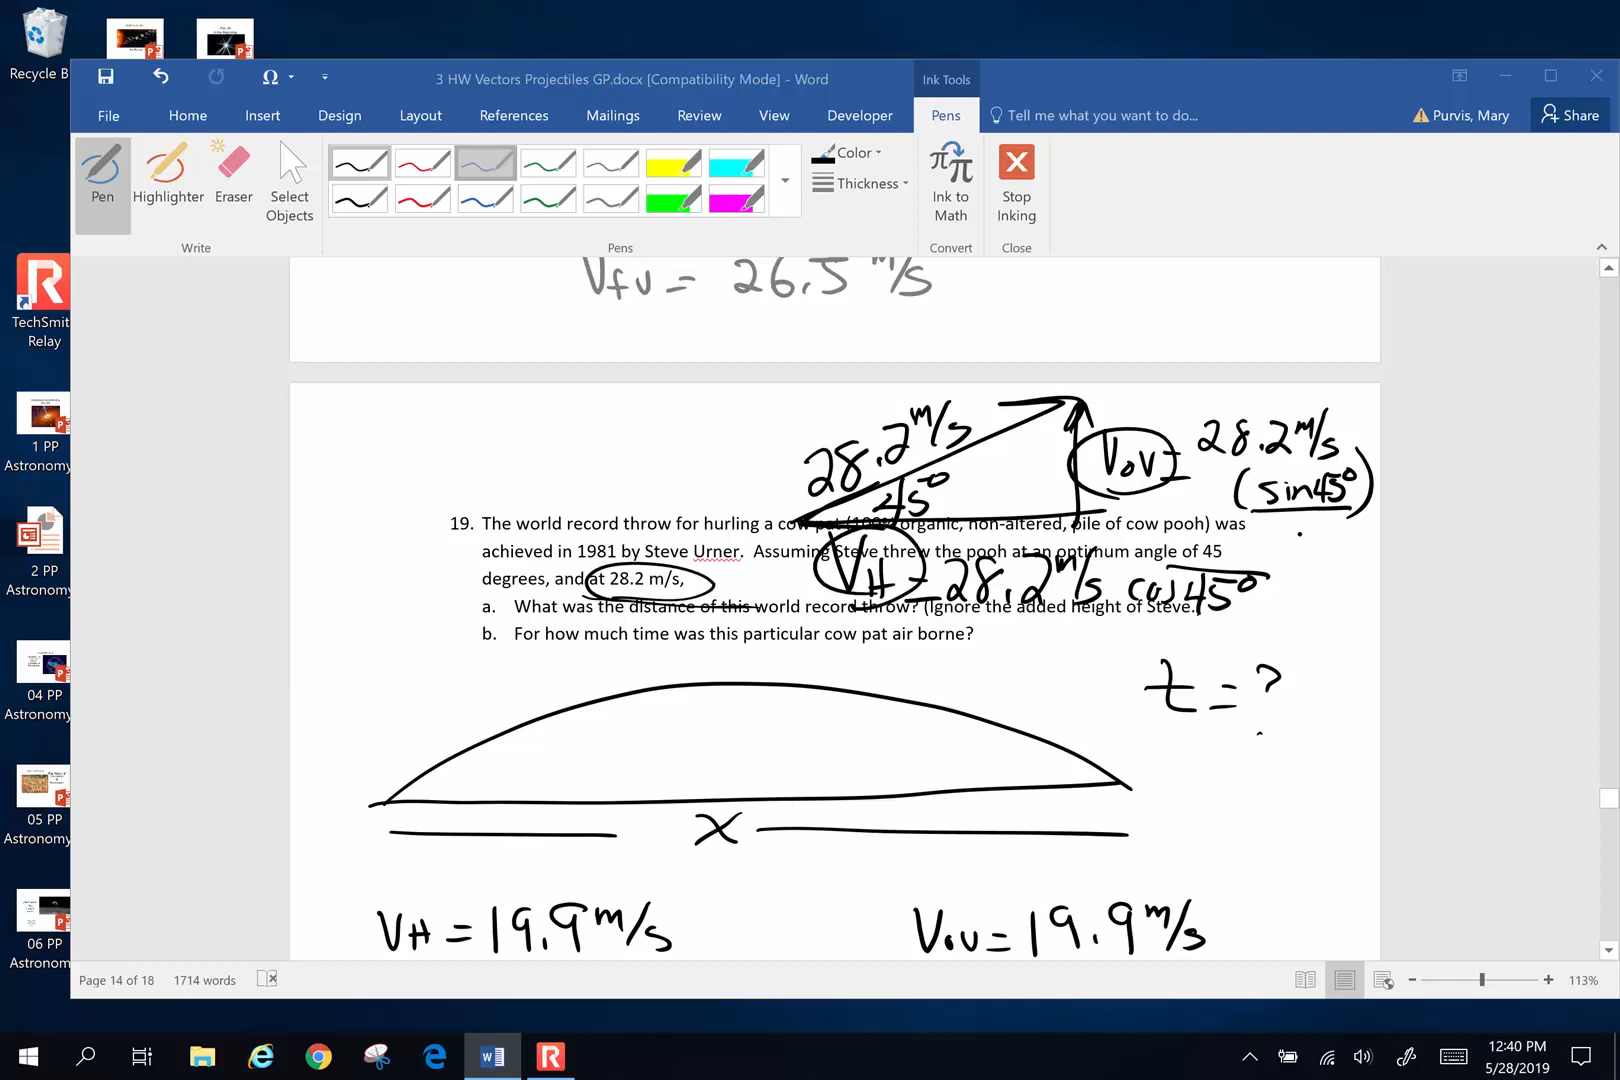 Recycle B
3 HW Vectors Projectiles GP.docx [Compatibility Mode] - Word
Ink Tools
File
Home
Insert
Design
Layout
References
Mailings
Review
View
Developer
Pens
Tell me what you want to do...
Purvis, Mary
Share
Pen
Highlighter
Eraser
Select
Objects
Color
Thickness
Ink to
Math
Stop
Inking
Write
Pens
Convert
Close
TechSmit
Relay
1 PP
Astronomy
2 PP
Astronomy
04 PP
Astronomy
05 PP
Astronomy
06 PP
Astronom
Vfv = 26.5 m/s
28.2 m/s
45°
Vov = 28.2 m/s
(sin45°)
19. The world record throw for hurling a cow pat (100% organic, non-altered, pile of cow pooh) was
achieved in 1981 by Steve Urner. Assuming Steve threw the pooh at an optimum angle of 45
degrees, and at 28.2 m/s,
VH = 28.2 m/s cos 45°
a. What was the distance of this world record throw? (Ignore the added height of Steve.
b. For how much time was this particular cow pat air borne?
t = ?
x
VH = 19.9 m/s
Vov = 19.9 m/s
Page 14 of 18
1714 words
113%
12:40 PM
5/28/2019